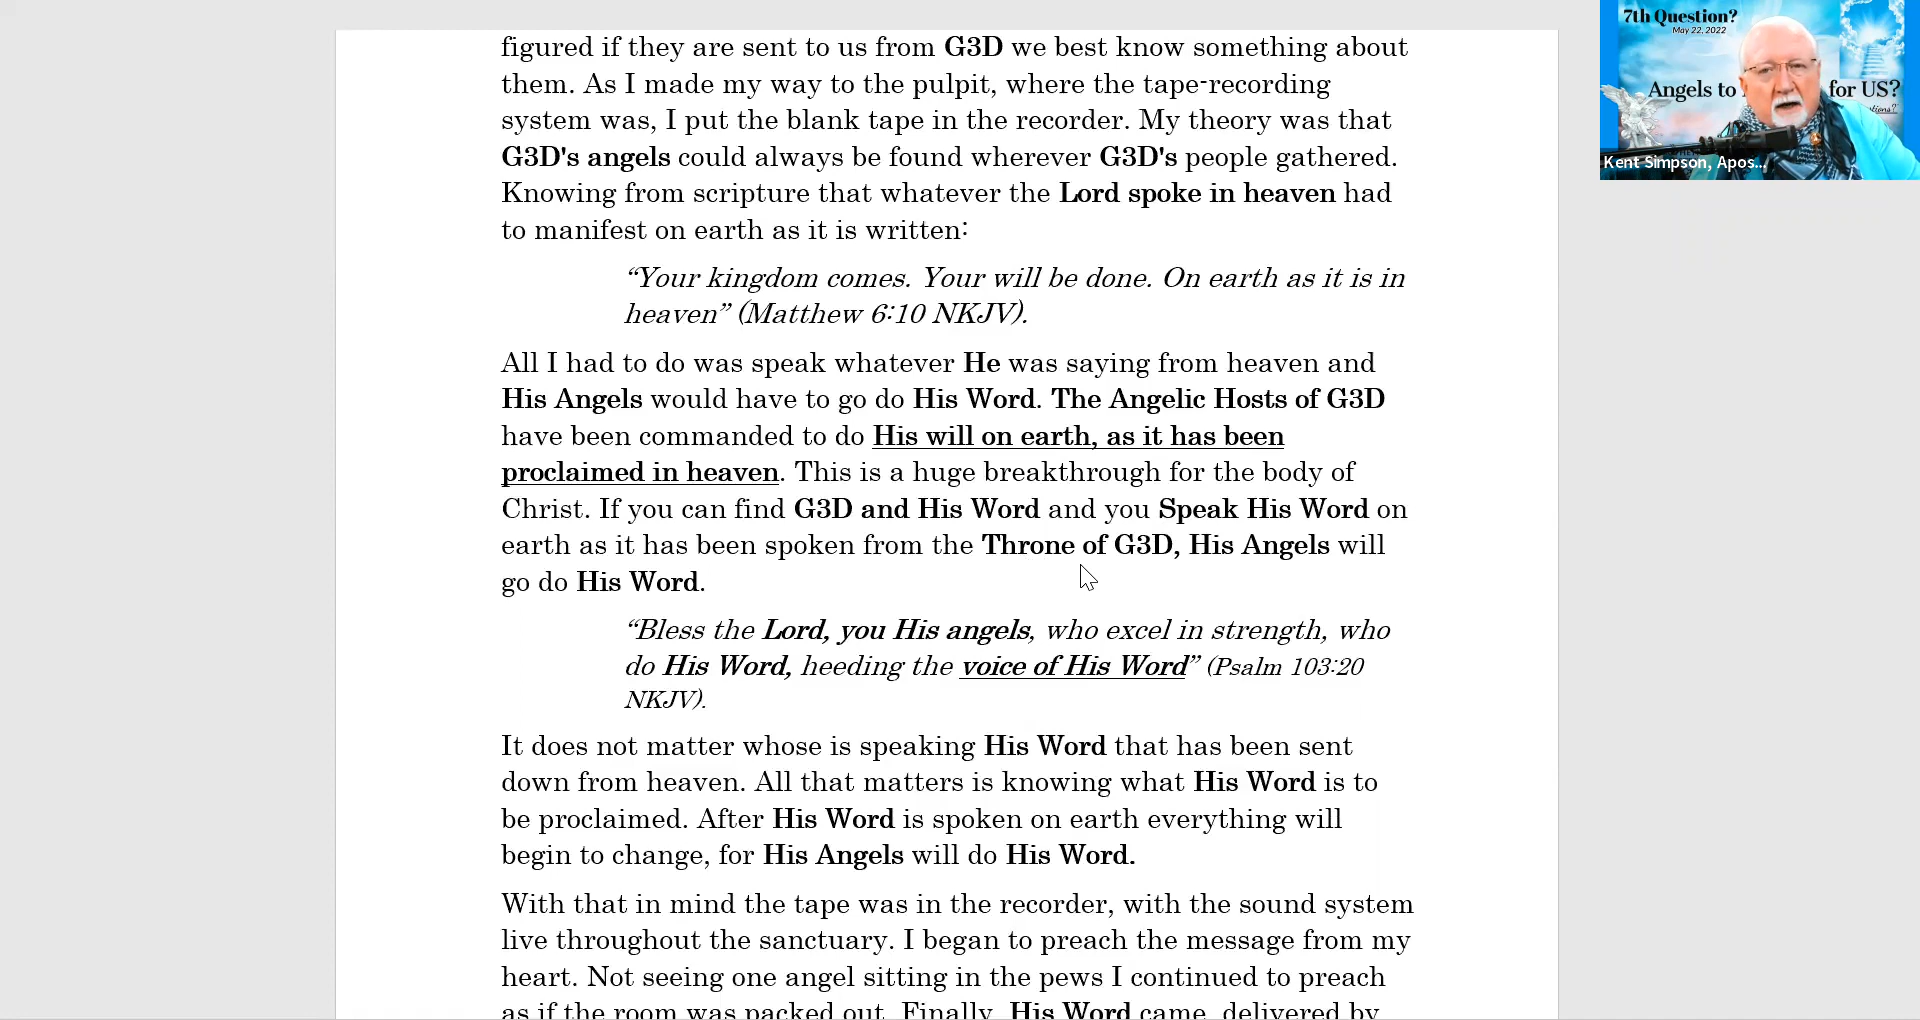 figured if they are sent to us from G3D we best know something about
them. As I made my way to the pulpit, where the tape-recording
system was, I put the blank tape in the recorder. My theory was that
G3D's angels could always be found wherever G3D's people gathered.
Knowing from scripture that whatever the Lord spoke in heaven had
to manifest on earth as it is written:
“Your kingdom comes. Your will be done. On earth as it is in
heaven” (Matthew 6:10 NKJV).
All I had to do was speak whatever He was saying from heaven and
His Angels would have to go do His Word. The Angelic Hosts of G3D
have been commanded to do His will on earth, as it has been
proclaimed in heaven. This is a huge breakthrough for the body of
Christ. If you can find G3D and His Word and you Speak His Word on
earth as it has been spoken from the Throne of G3D, His Angels will
go do His Word.
“Bless the Lord, you His angels, who excel in strength, who
do His Word, heeding the voice of His Word” (Psalm 103:20
NKJV).
It does not matter whose is speaking His Word that has been sent
down from heaven. All that matters is knowing what His Word is to
be proclaimed. After His Word is spoken on earth everything will
begin to change, for His Angels will do His Word.
With that in mind the tape was in the recorder, with the sound system
live throughout the sanctuary. I began to preach the message from my
heart. Not seeing one angel sitting in the pews I continued to preach
as if the room was packed out. Finally, His Word came, delivered by
7th Question?
May 22, 2022
Angels to for US?
Kent Simpson, Apos...